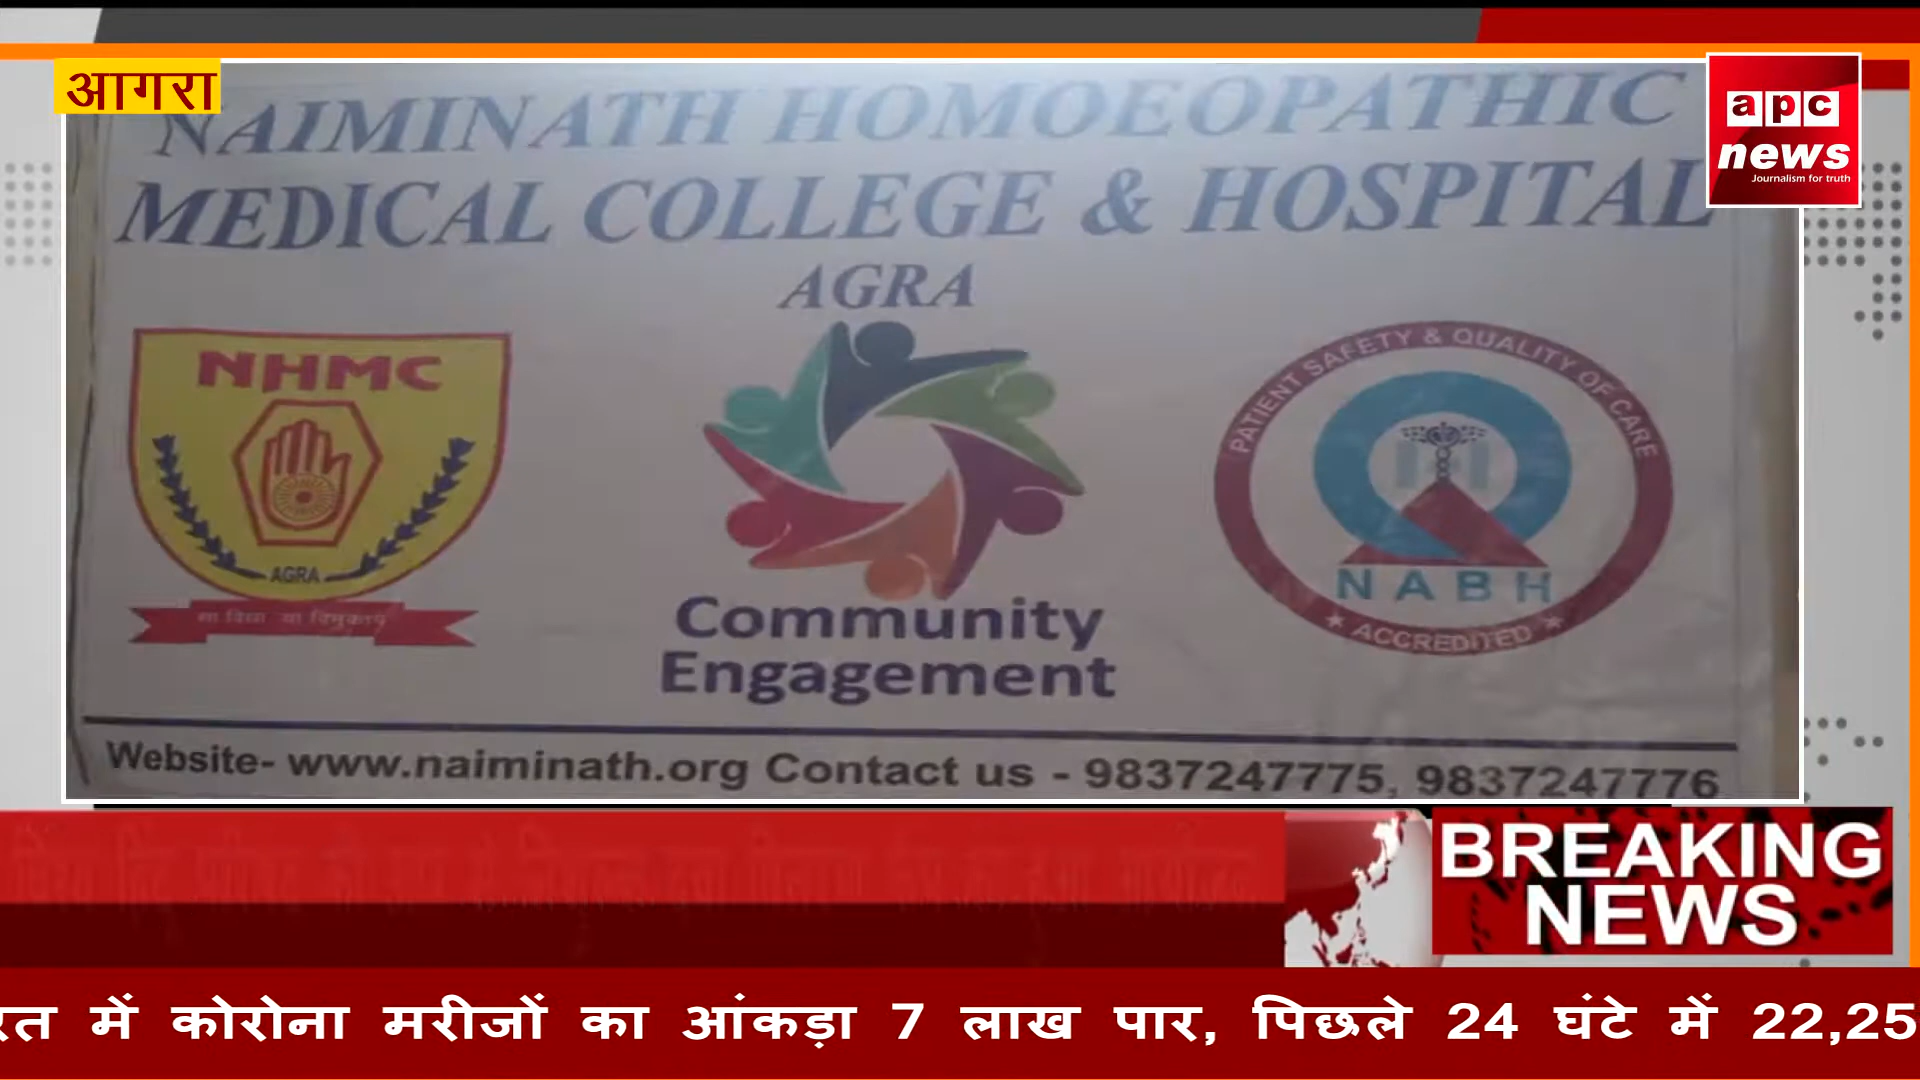 आगरा
apc
news
Journalism for truth
NAIMINATH HOMOEOPATHIC
MEDICAL COLLEGE & HOSPITAL
AGRA
NHMC
AGRA
सा विद्या या विमुक्तये
Community
Engagement
PATIENT SAFETY & QUALITY OF CARE
NABH
ACCREDITED
Website- www.naiminath.org Contact us - 9837247775, 9837247776
BREAKING
NEWS
में कोरोना मरीजों का आंकड़ा 7 लाख पार, पिछले 24 घंटे में 22,25